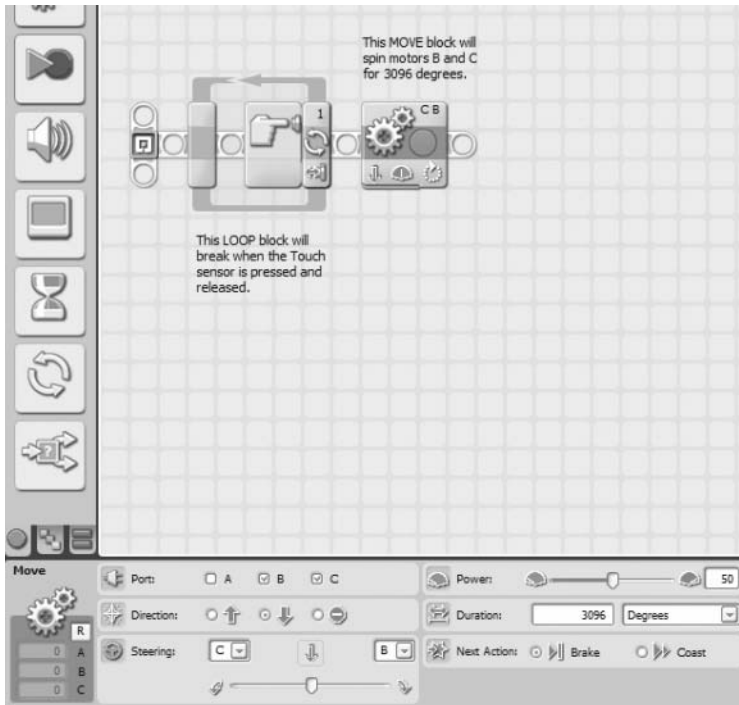 This MOVE block will
spin motors B and C
for 3096 degrees.
1
C B
This LOOP block will
break when the Touch
sensor is pressed and
released.
Move
R
0 A
0 B
0 C
Port: A B C
Direction:
Steering: C B
Power: 50
Duration: 3096 Degrees
Next Action: Brake Coast